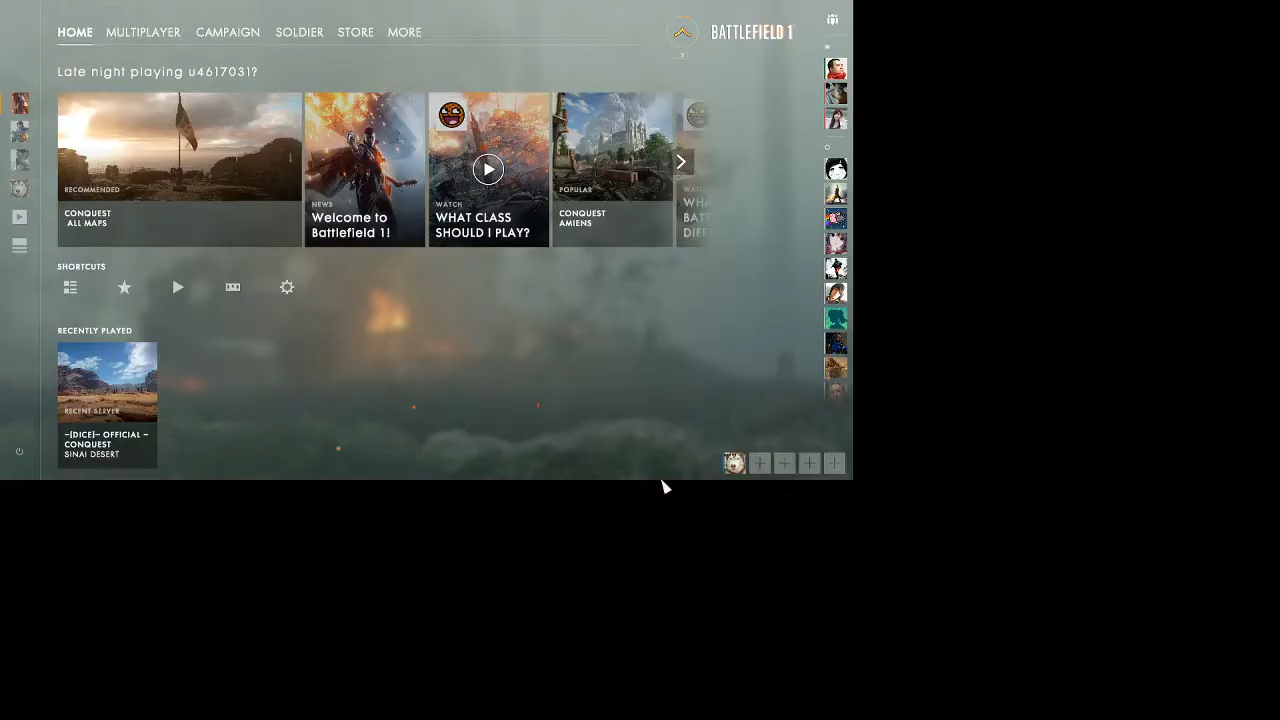 HOME MULTIPLAYER CAMPAIGN SOLDIER STORE MORE
BATTLEFIELD 1
Late night playing u4617031?
RECOMMENDED
CONQUEST
ALL MAPS
NEWS
Welcome to
Battlefield 1!
WATCH
WHAT CLASS
SHOULD I PLAY?
POPULAR
CONQUEST
AMIENS
SHORTCUTS
RECENTLY PLAYED
RECENT SERVER
-[DICE]- OFFICIAL -
CONQUEST
SINAI DESERT